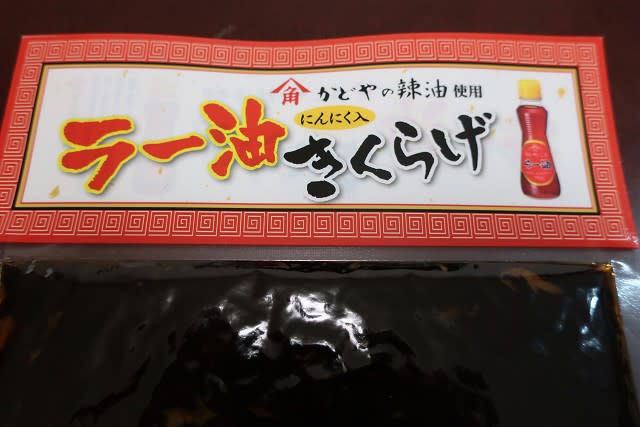 角 かどやの辣油使用
にんにく入
ラー油きくらげ
ラー油